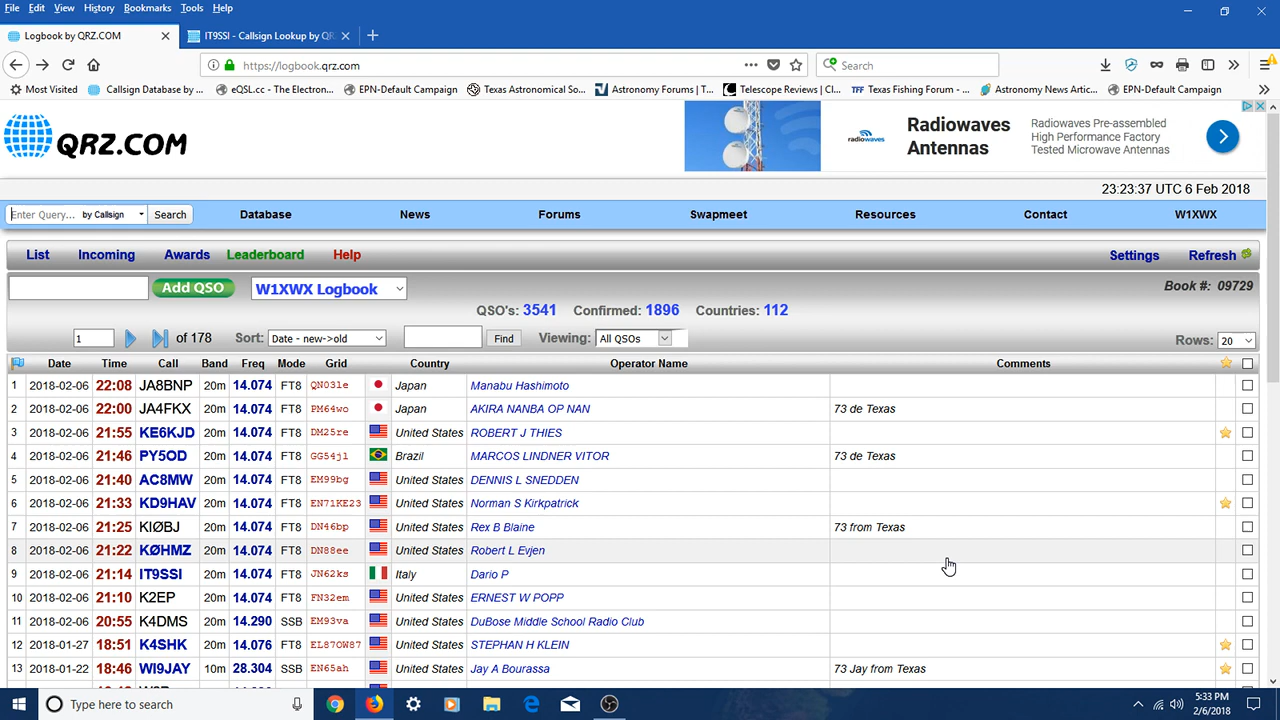 File Edit View History Bookmarks Tools Help
Logbook by QRZ.COM IT9SSI - Callsign Lookup by QR
https://logbook.qrz.com Search
Most Visited Callsign Database by ... eQSL.cc - The Electron... EPN-Default Campaign Texas Astronomical So... Astronomy Forums | T... Telescope Reviews | Cl... Texas Fishing Forum - ... Astronomy News Artic... EPN-Default Campaign
QRZ.COM
radiowaves
Radiowaves Antennas
Radiowaves Pre-assembled High Performance Factory Tested Microwave Antennas
23:23:37 UTC 6 Feb 2018
Enter Query... by Callsign Search Database News Forums Swapmeet Resources Contact W1XWX
List Incoming Awards Leaderboard Help Settings Refresh
Add QSO W1XWX Logbook Book #: 09729
QSO's: 3541 Confirmed: 1896 Countries: 112
1 of 178 Sort: Date - new->old Find Viewing: All QSOs Rows: 20
Date Time Call Band Freq Mode Grid Country Operator Name Comments
1 2018-02-06 22:08 JA8BNP 20m 14.074 FT8 QN03le Japan Manabu Hashimoto
2 2018-02-06 22:00 JA4FKX 20m 14.074 FT8 PM64wo Japan AKIRA NANBA OP NAN 73 de Texas
3 2018-02-06 21:55 KE6KJD 20m 14.074 FT8 DM25re United States ROBERT J THIES
4 2018-02-06 21:46 PY5OD 20m 14.074 FT8 GG54jl Brazil MARCOS LINDNER VITOR 73 de Texas
5 2018-02-06 21:40 AC8MW 20m 14.074 FT8 EM99bg United States DENNIS L SNEDDEN
6 2018-02-06 21:33 KD9HAV 20m 14.074 FT8 EN71KE23 United States Norman S Kirkpatrick
7 2018-02-06 21:25 KIØBJ 20m 14.074 FT8 DN46bp United States Rex B Blaine 73 from Texas
8 2018-02-06 21:22 KØHMZ 20m 14.074 FT8 DN88ee United States Robert L Evjen
9 2018-02-06 21:14 IT9SSI 20m 14.074 FT8 JN62ks Italy Dario P
10 2018-02-06 21:10 K2EP 20m 14.074 FT8 FN32em United States ERNEST W POPP
11 2018-02-06 20:55 K4DMS 20m 14.290 SSB EM93va United States DuBose Middle School Radio Club
12 2018-01-27 18:51 K4SHK 20m 14.076 FT8 EL87OW87 United States STEPHAN H KLEIN
13 2018-01-22 18:46 WI9JAY 10m 28.304 SSB EN65ah United States Jay A Bourassa 73 Jay from Texas
Type here to search 5:33 PM
2/6/2018